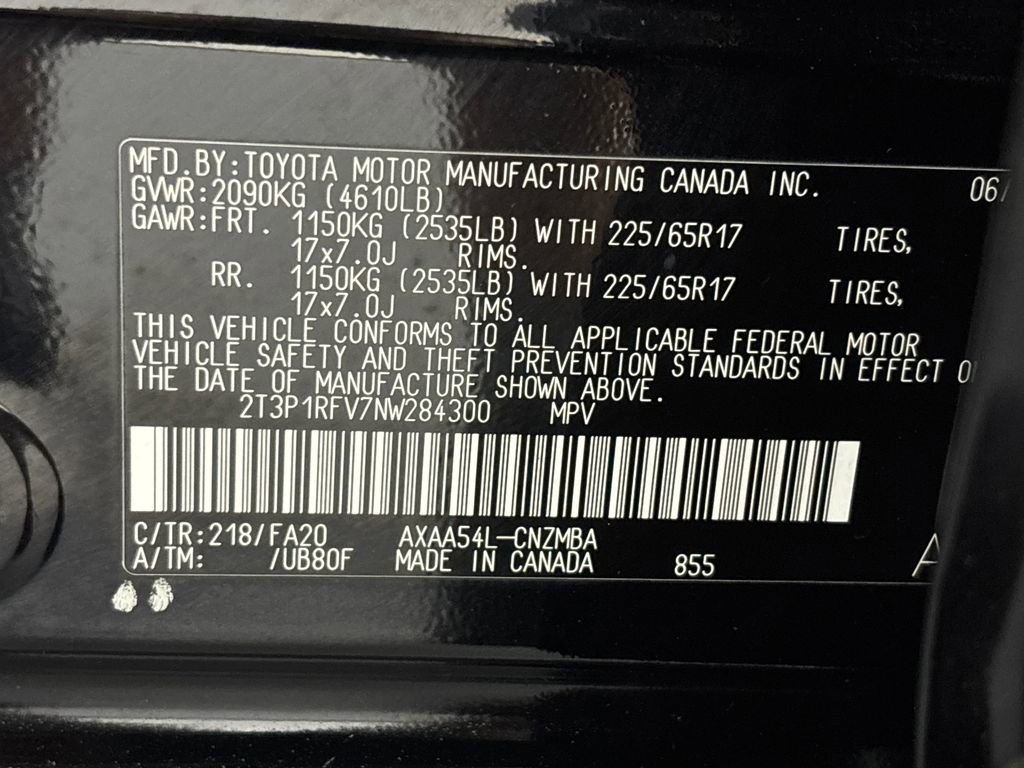 MFD.BY:TOYOTA MOTOR MANUFACTURING CANADA INC. 06/
GVWR:2090KG (4610LB)
GAWR:FRT. 1150KG (2535LB) WITH 225/65R17 TIRES,
17x7.0J RIMS.
RR. 1150KG (2535LB) WITH 225/65R17 TIRES,
17x7.0J RIMS.
THIS VEHICLE CONFORMS TO ALL APPLICABLE FEDERAL MOTOR
VEHICLE SAFETY AND THEFT PREVENTION STANDARDS IN EFFECT O
THE DATE OF MANUFACTURE SHOWN ABOVE.
2T3P1RFV7NW284300 MPV
C/TR:218/FA20 AXAA54L-CNZMBA
A/TM: /UB80F MADE IN CANADA 855 A